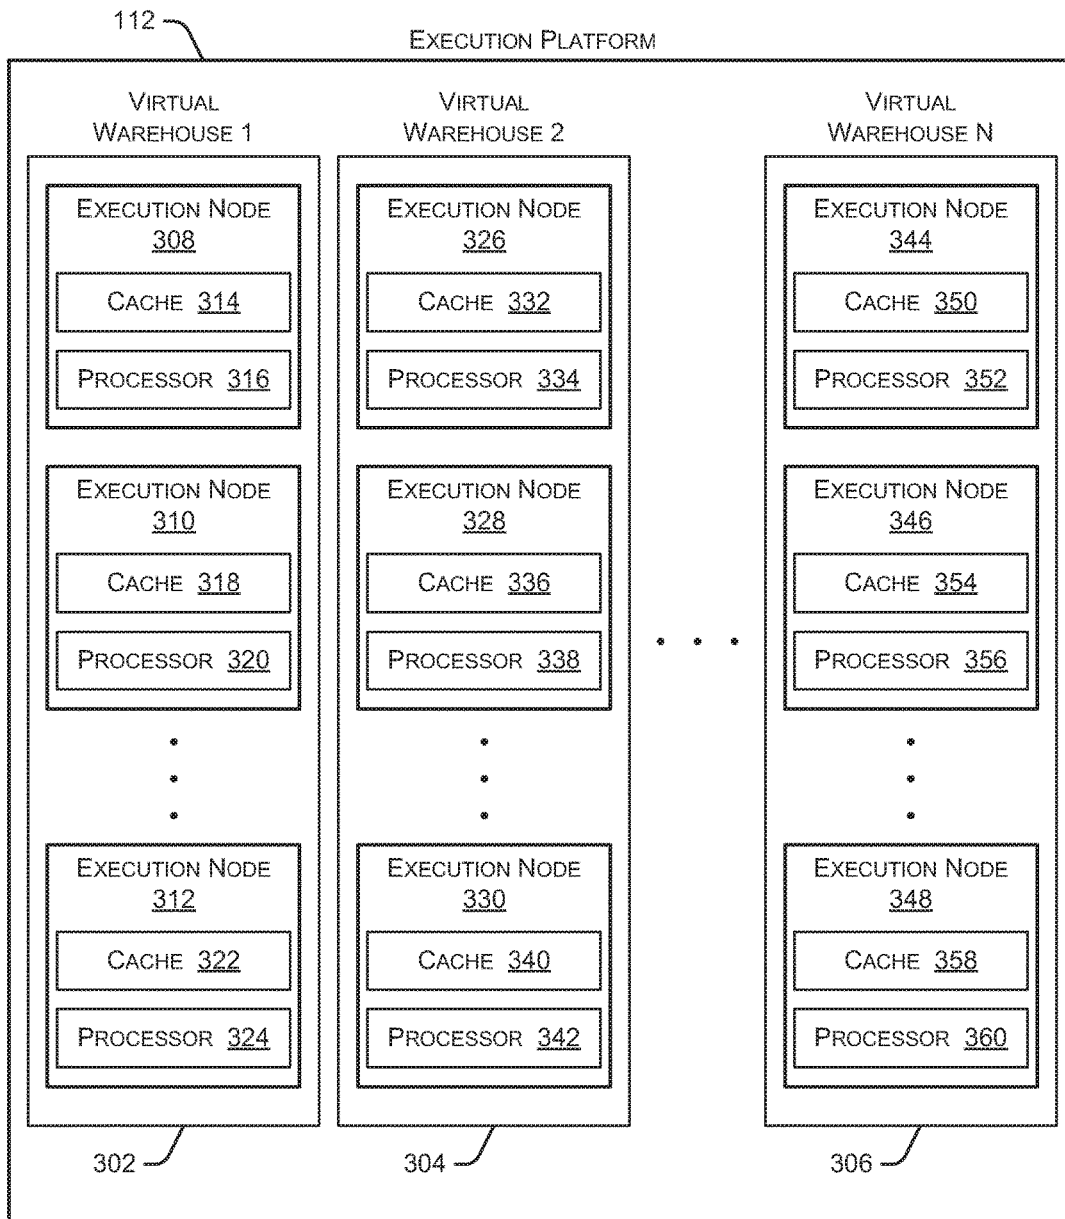 112
EXECUTION PLATFORM
VIRTUAL
WAREHOUSE 1
EXECUTION NODE
308
CACHE 314
PROCESSOR 316
EXECUTION NODE
310
CACHE 318
PROCESSOR 320
EXECUTION NODE
312
CACHE 322
PROCESSOR 324
302
VIRTUAL
WAREHOUSE 2
EXECUTION NODE
326
CACHE 332
PROCESSOR 334
EXECUTION NODE
328
CACHE 336
PROCESSOR 338
EXECUTION NODE
330
CACHE 340
PROCESSOR 342
304
VIRTUAL
WAREHOUSE N
EXECUTION NODE
344
CACHE 350
PROCESSOR 352
EXECUTION NODE
346
CACHE 354
PROCESSOR 356
EXECUTION NODE
348
CACHE 358
PROCESSOR 360
306